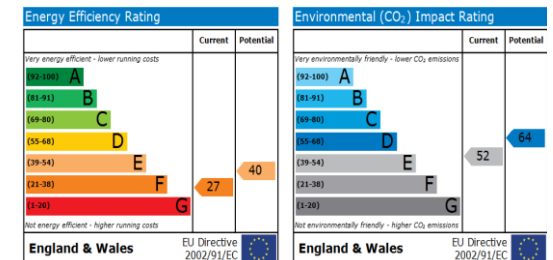 Energy Efficiency Rating
Current Potential
Very energy efficient - lower running costs
(92-100) A
(81-91) B
(69-80) C
(55-68) D
(39-54) E
(21-38) F
(1-20) G
27
40
Not energy efficient - higher running costs
England & Wales
EU Directive
2002/91/EC
Environmental (CO₂) Impact Rating
Current Potential
Very environmentally friendly - lower CO₂ emissions
(92-100) A
(81-91) B
(69-80) C
(55-68) D
(39-54) E
(21-38) F
(1-20) G
52
64
Not environmentally friendly - higher CO₂ emissions
England & Wales
EU Directive
2002/91/EC